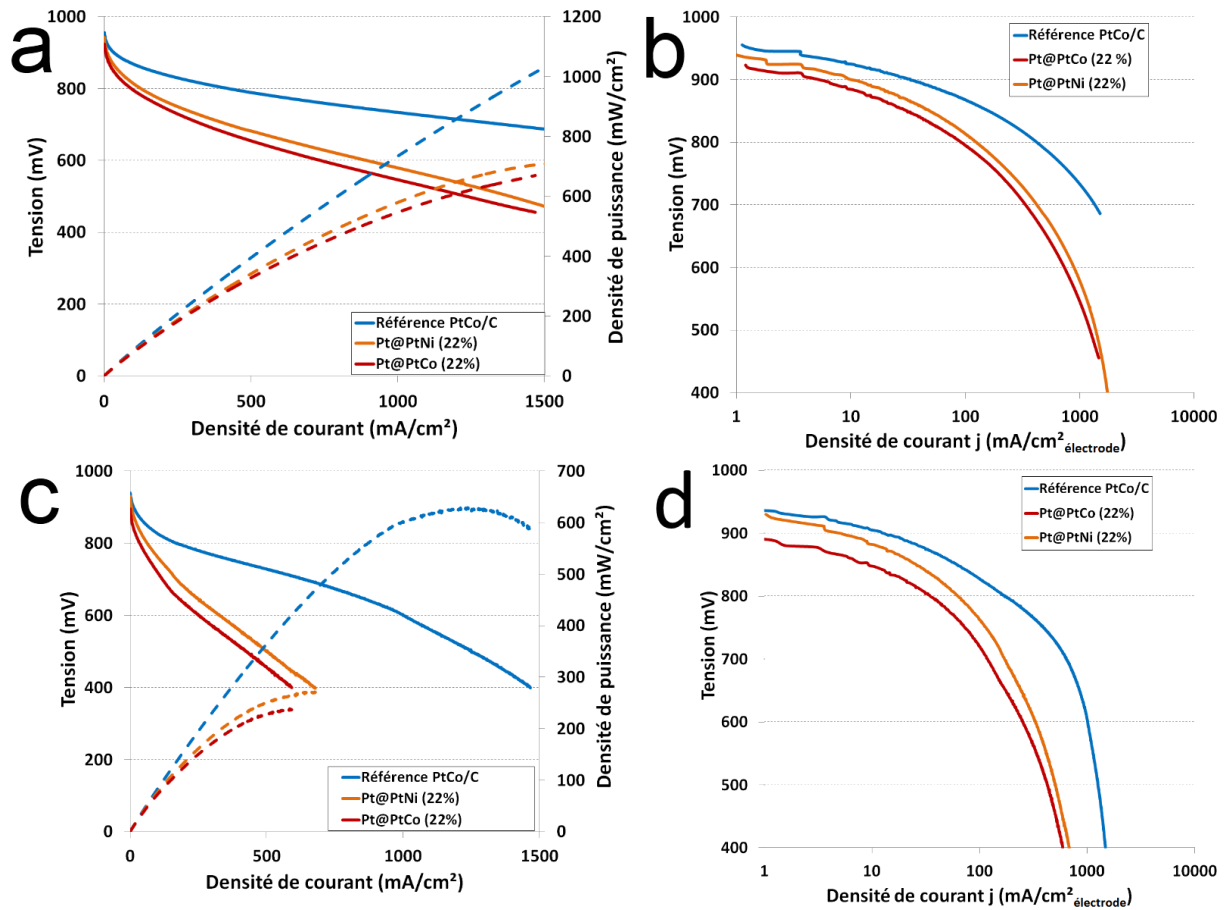 a
1000
800
600
400
200
0
Tension (mV)
1200
1000
800
600
400
200
0
Densité de puissance (mW/cm²)
Référence PtCo/C
Pt@PtNi (22%)
Pt@PtCo (22%)
0 500 1000 1500
Densité de courant (mA/cm²)
b
1000
900
800
700
600
500
400
Tension (mV)
Référence PtCo/C
Pt@PtCo (22 %)
Pt@PtNi (22%)
1 10 100 1000 10000
Densité de courant j (mA/cm²électrode)
c
1000
800
600
400
200
0
Tension (mV)
700
600
500
400
300
200
100
0
Densité de puissance (mW/cm²)
Référence PtCo/C
Pt@PtNi (22%)
Pt@PtCo (22%)
0 500 1000 1500
Densité de courant (mA/cm²)
d
1000
900
800
700
600
500
400
Tension (mV)
Référence PtCo/C
Pt@PtCo (22%)
Pt@PtNi (22%)
1 10 100 1000 10000
Densité de courant j (mA/cm²électrode)